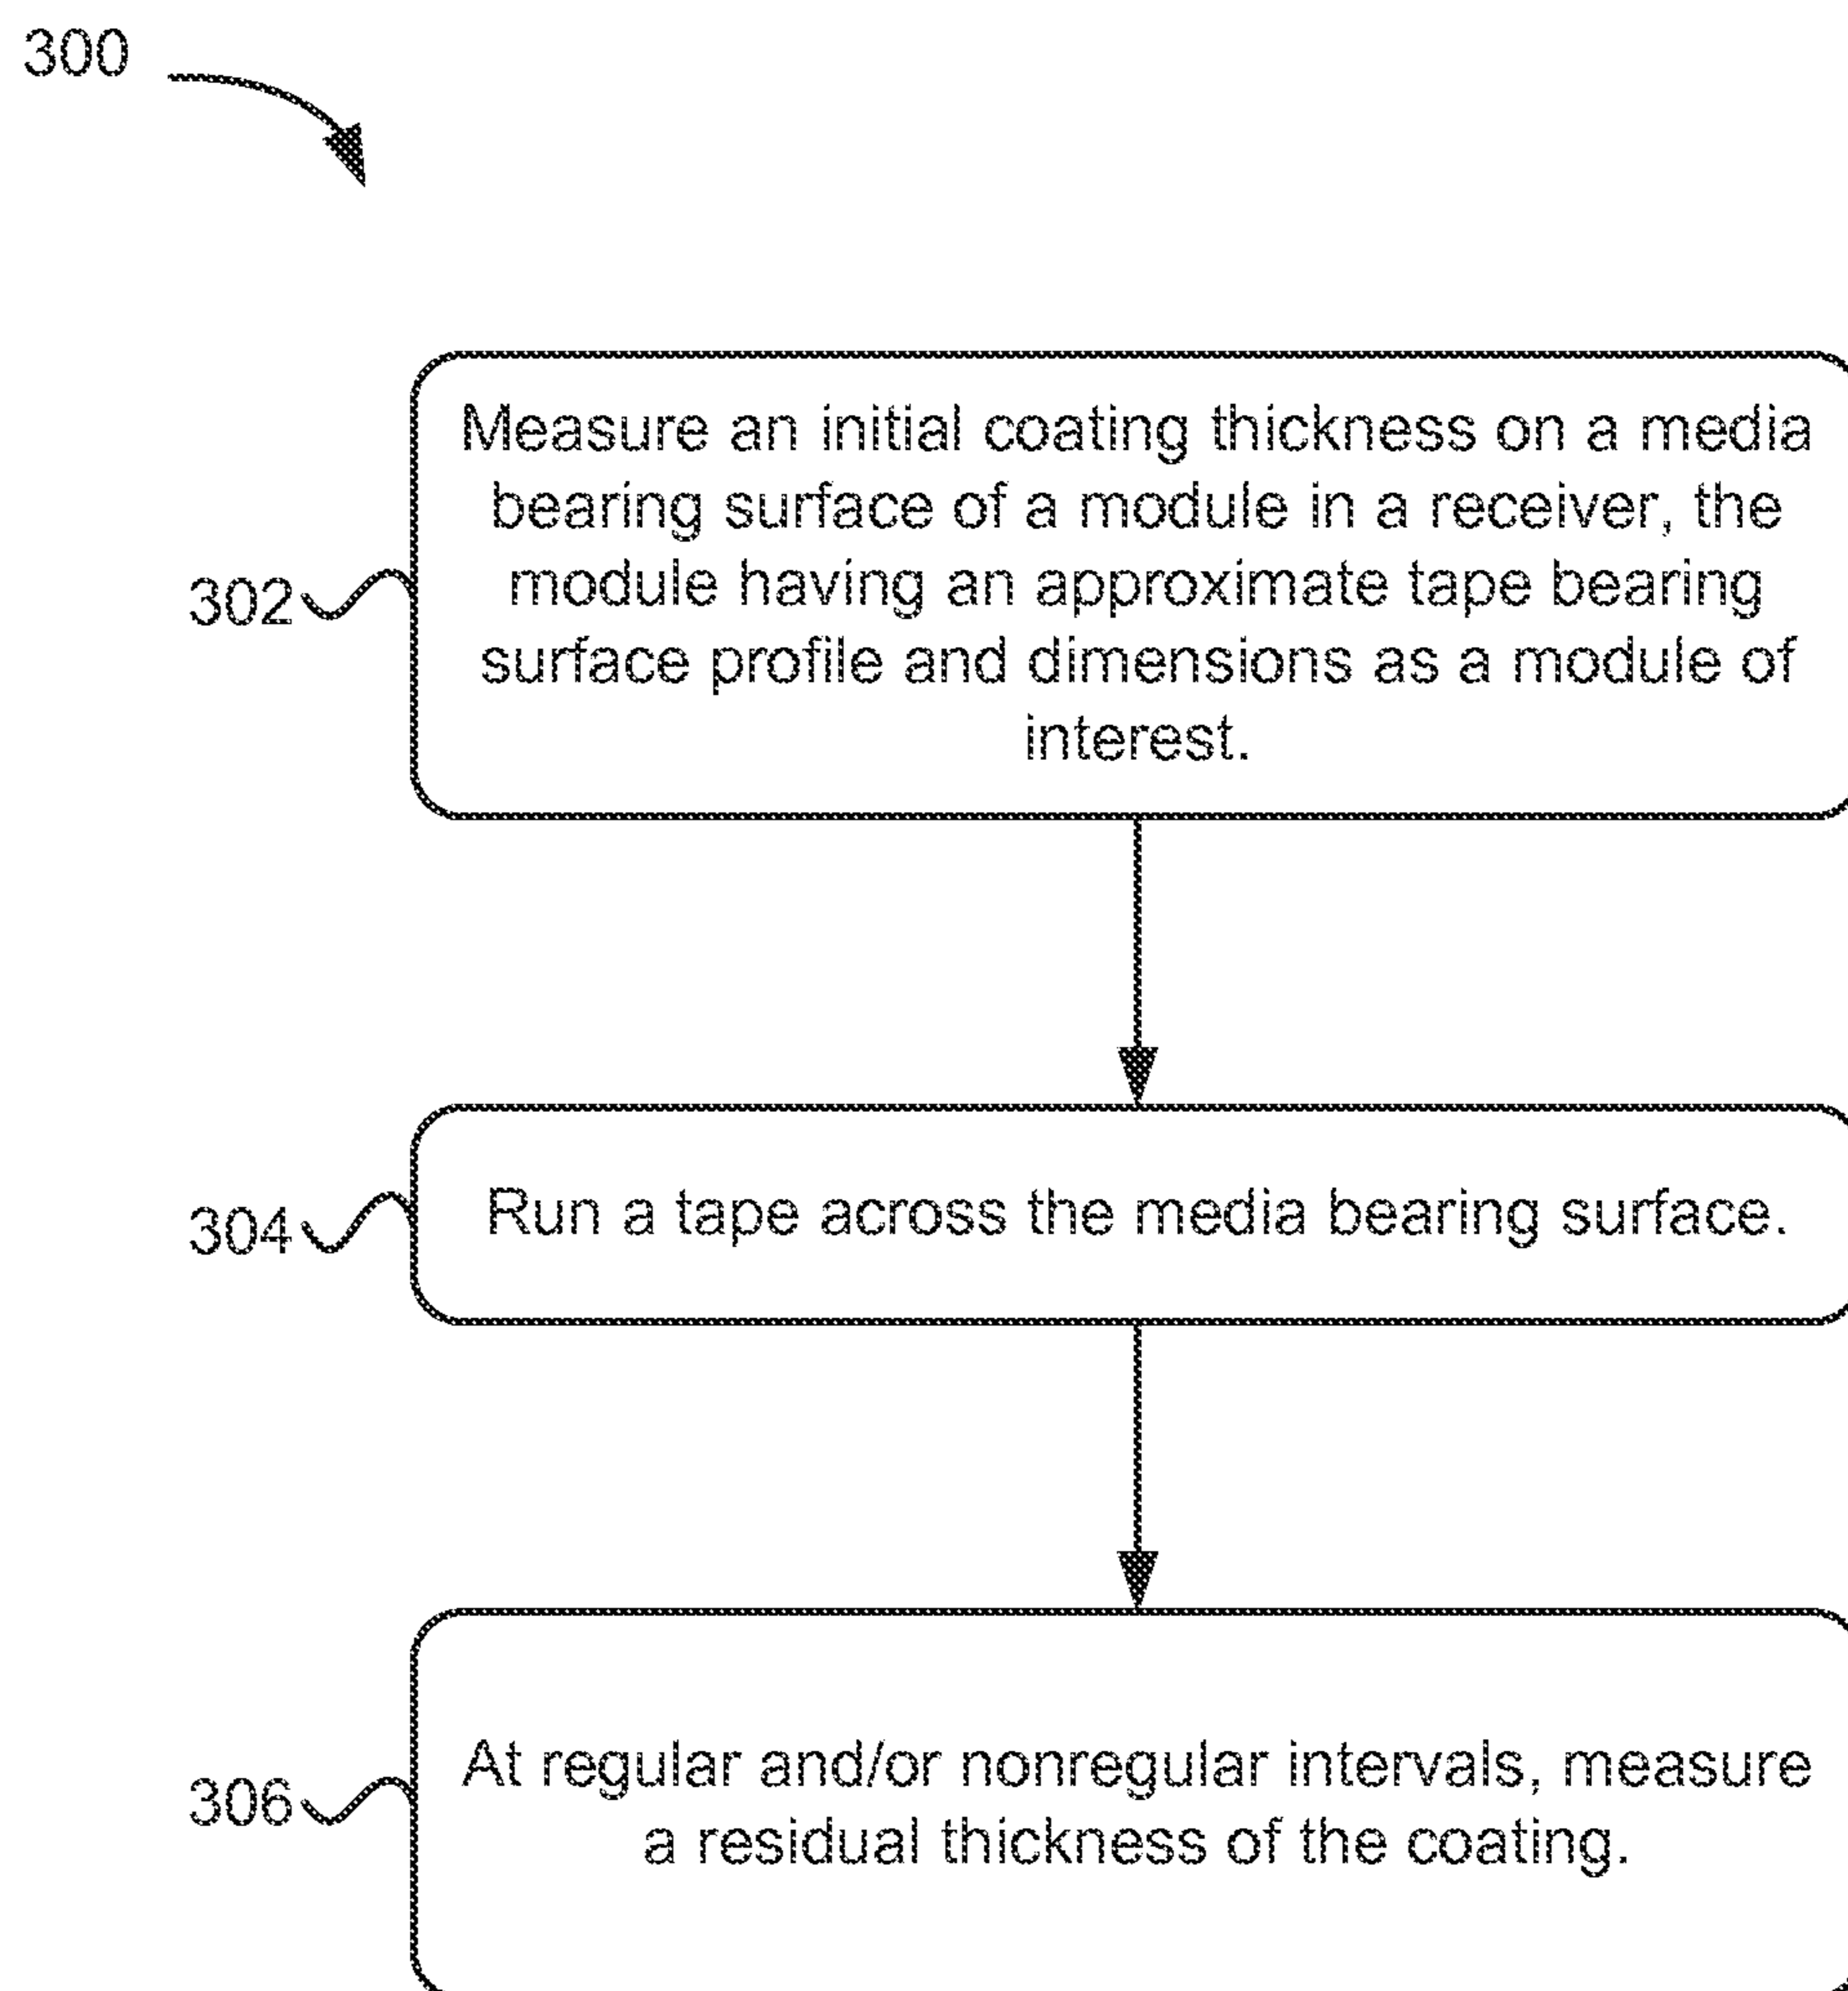 300
Measure an initial coating thickness on a media
bearing surface of a module in a receiver, the
module having an approximate tape bearing
surface profile and dimensions as a module of
interest.
302
Run a tape across the media bearing surface.
304
At regular and/or nonregular intervals, measure
a residual thickness of the coating.
306